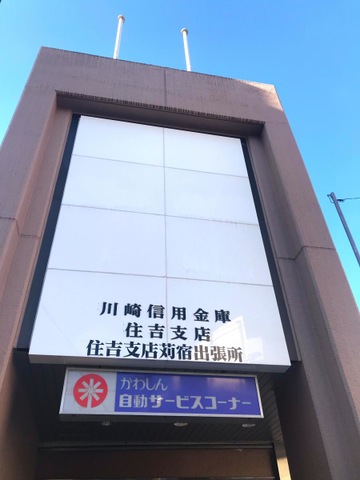 川崎信用金庫
住吉支店
住吉支店苅宿出張所
かわしん
自動サービスコーナー